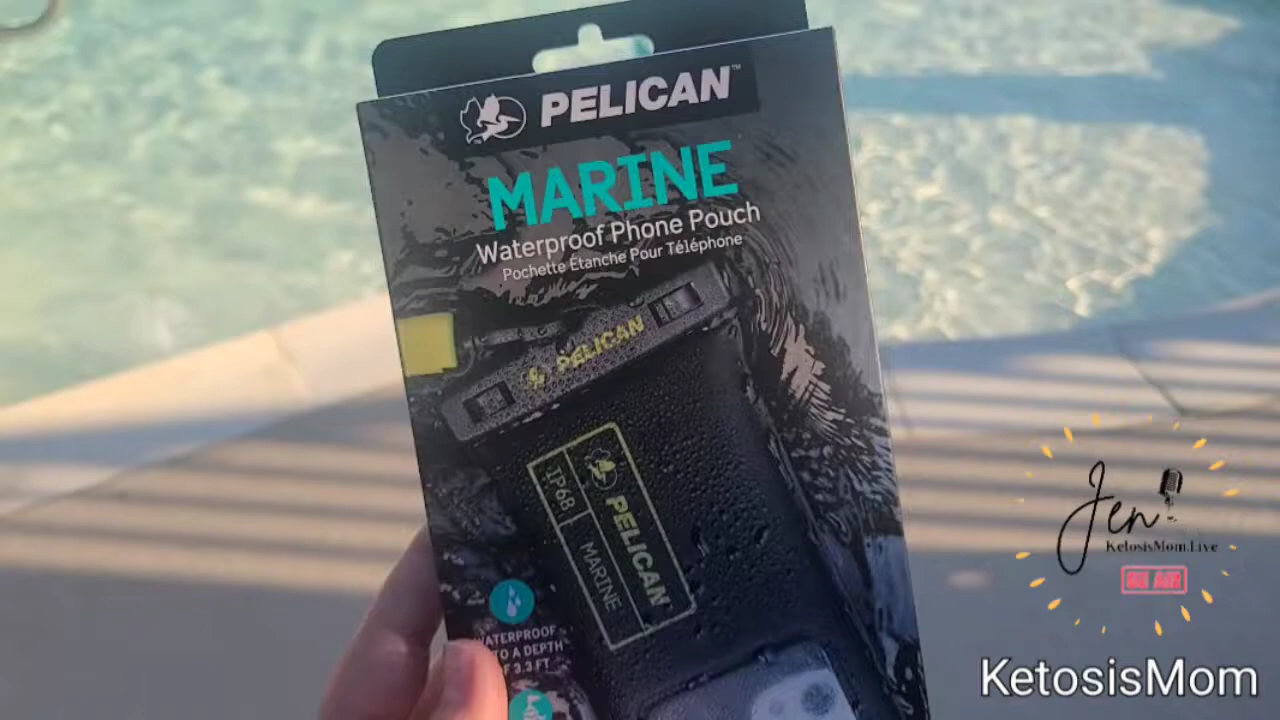 PELICAN™
MARINE
Waterproof Phone Pouch
Pochette Étanche Pour Téléphone
PELICAN
IP68
MARINE
PELICAN
WATERPROOF
TO A DEPTH
OF 3.3 FT
Jen
KetosisMom.Live
ON AIR
KetosisMom